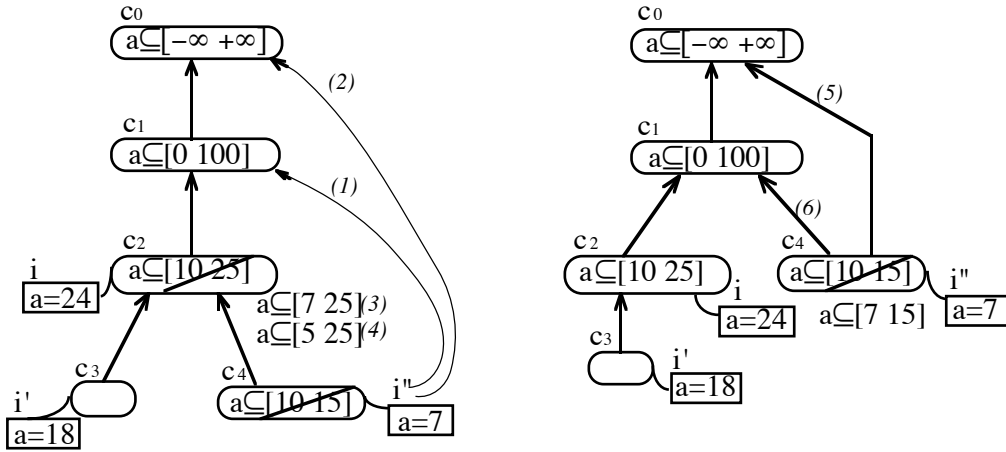 c0
a⊆[−∞ +∞]
(2)
c1
a⊆[0 100]
(1)
c2
a⊆[10 25]
i
a=24
a⊆[7 25](3)
a⊆[5 25](4)
c3
i'
a=18
c4
a⊆[10 15]
i"
a=7
c0
a⊆[−∞ +∞]
(5)
c1
a⊆[0 100]
(6)
c2
a⊆[10 25]
i
a=24
c4
a⊆[10 15]
i"
a=7
a⊆[7 15]
c3
i'
a=18